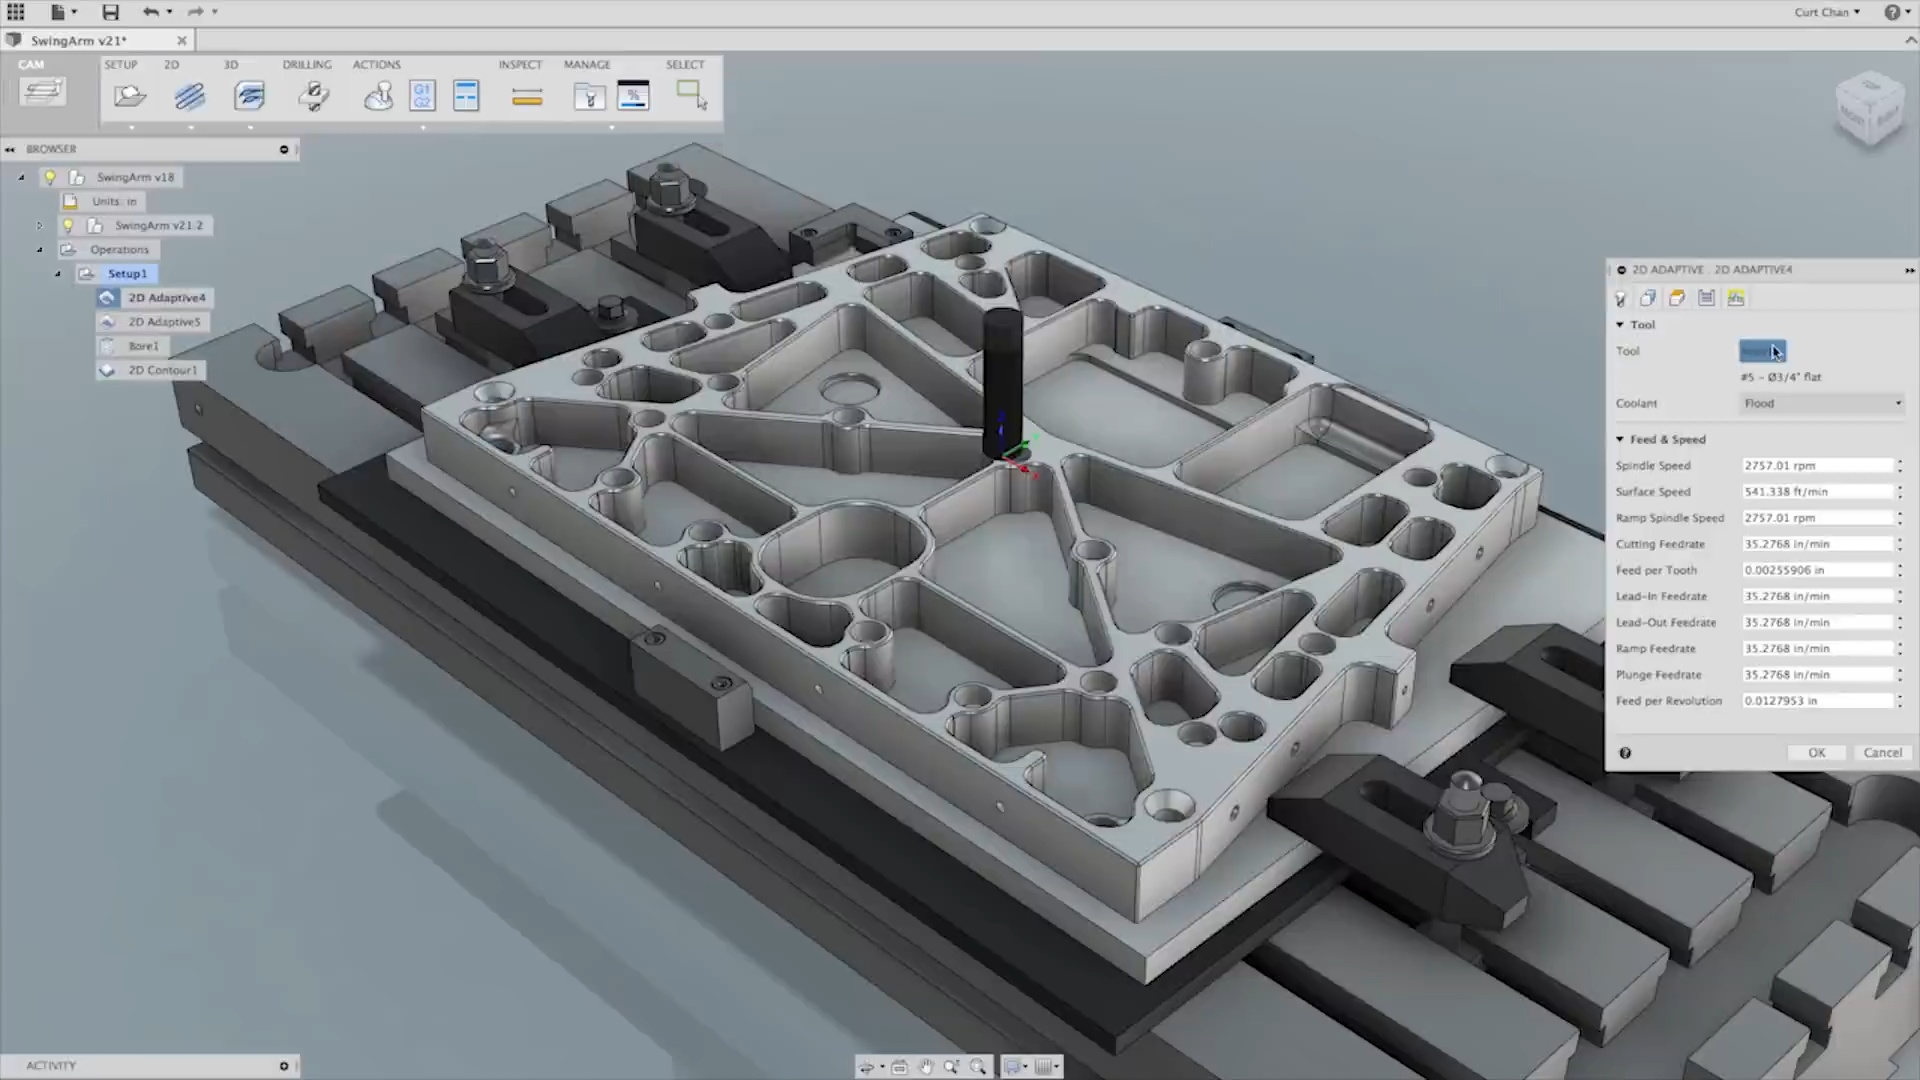 Curt Chan
SwingArm v21*
CAM
SETUP 2D 3D DRILLING ACTIONS INSPECT MANAGE SELECT
G1
G2
%
BROWSER
SwingArm v18
Units: in
SwingArm v21:2
Operations
Setup1
2D Adaptive4
2D Adaptive5
Bore1
2D Contour1
2D ADAPTIVE : 2D ADAPTIVE4
Tool
Tool
#5 - Ø3/4" flat
Coolant Flood
Feed & Speed
Spindle Speed 2757.01 rpm
Surface Speed 541.338 ft/min
Ramp Spindle Speed 2757.01 rpm
Cutting Feedrate 35.2768 in/min
Feed per Tooth 0.00255906 in
Lead-In Feedrate 35.2768 in/min
Lead-Out Feedrate 35.2768 in/min
Ramp Feedrate 35.2768 in/min
Plunge Feedrate 35.2768 in/min
Feed per Revolution 0.0127953 in
OK Cancel
ACTIVITY